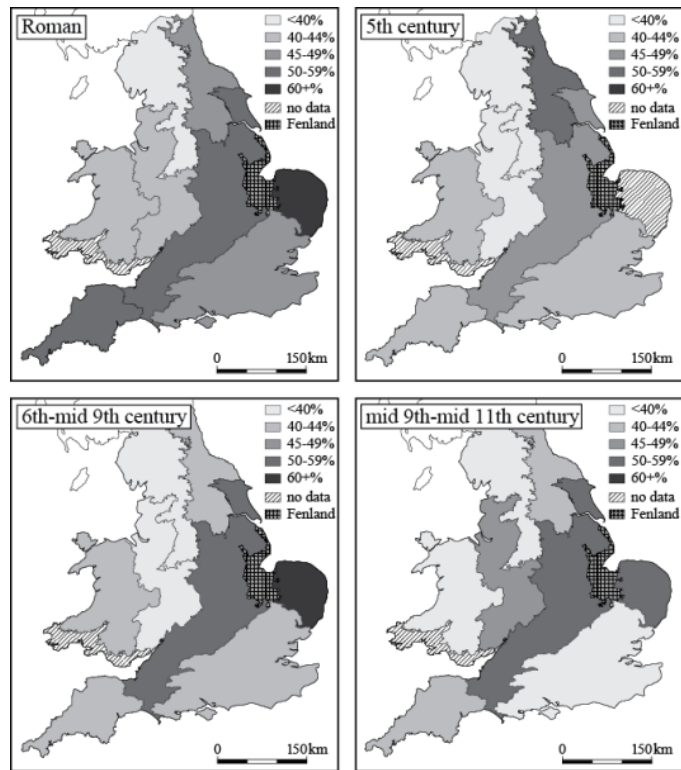 Roman
<40%
40-44%
45-49%
50-59%
60+%
no data
Fenland
0 150km
5th century
<40%
40-44%
45-49%
50-59%
60+%
no data
Fenland
0 150km
6th-mid 9th century
<40%
40-44%
45-49%
50-59%
60+%
no data
Fenland
0 150km
mid 9th-mid 11th century
<40%
40-44%
45-49%
50-59%
60+%
no data
Fenland
0 150km